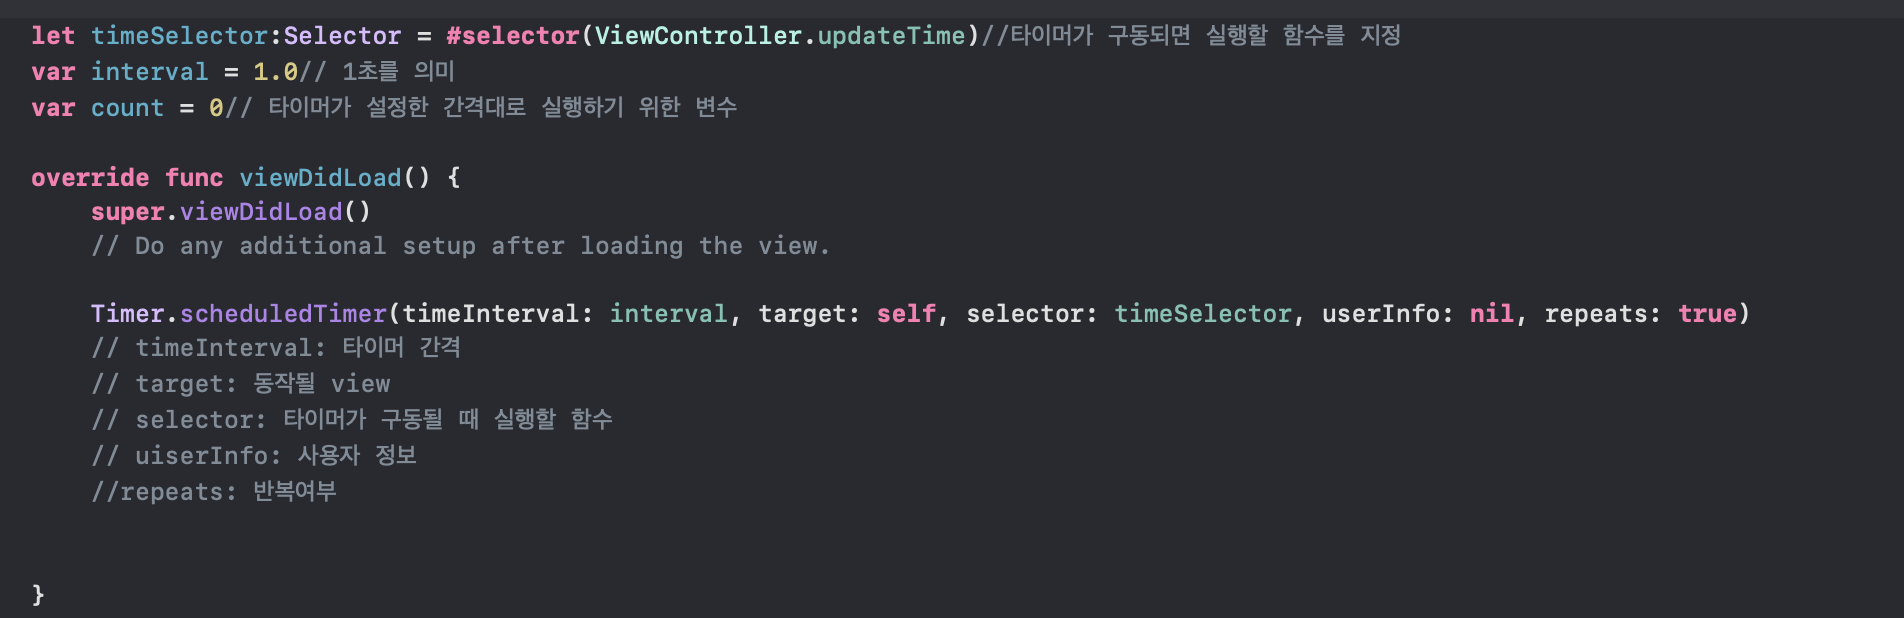 let timeSelector:Selector = #selector(ViewController.updateTime)//타이머가 구동되면 실행할 함수를 지정
var interval = 1.0// 1초를 의미
var count = 0// 타이머가 설정한 간격대로 실행하기 위한 변수
override func viewDidLoad() {
super.viewDidLoad()
// Do any additional setup after loading the view.
Timer.scheduledTimer(timeInterval: interval, target: self, selector: timeSelector, userInfo: nil, repeats: true)
// timeInterval: 타이머 간격
// target: 동작될 view
// selector: 타이머가 구동될 때 실행할 함수
// uiserInfo: 사용자 정보
//repeats: 반복여부
}